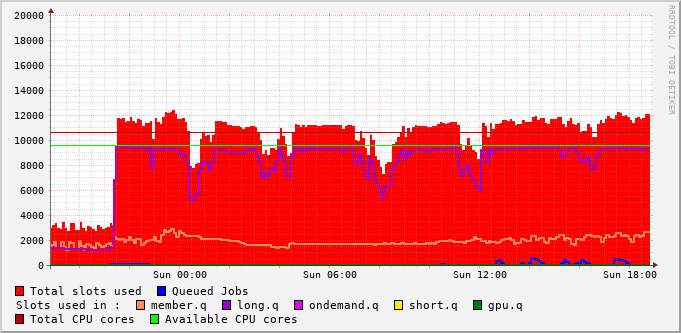 20000
18000
16000
14000
12000
10000
8000
6000
4000
2000
0
RRDTOOL / TOBI OETIKER
Sun 00:00 Sun 06:00 Sun 12:00 Sun 18:00
Total slots used Queued Jobs
Slots used in : member.q long.q ondemand.q short.q gpu.q
Total CPU cores Available CPU cores